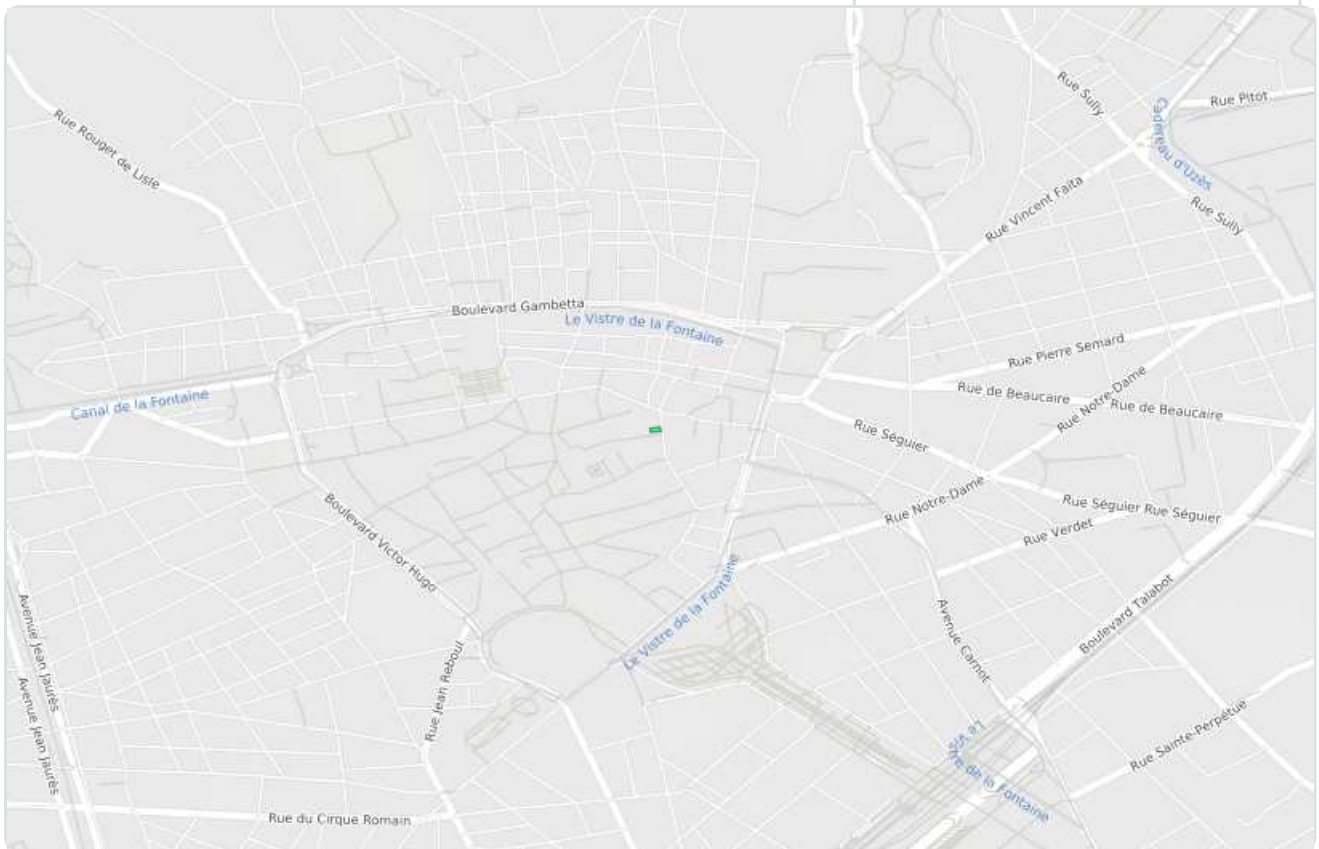 Rue Sully
Rue Pitot
Cadereau d'Uzès
Rue Rouget de Lisle
Rue Vincent Faïta
Rue Sully
Boulevard Gambetta
Le Vistre de la Fontaine
Rue Pierre Semard
Canal de la Fontaine
Rue de Beaucaire
Rue Notre-Dame
Rue de Beaucaire
Rue Séguier
Rue Notre-Dame
Rue Séguier
Rue Séguier
Rue Verdet
Boulevard Victor Hugo
Le Vistre de la Fontaine
Avenue Jean Jaurès
Avenue Carnot
Boulevard Talabot
Rue Jean Reboul
Avenue Jean Jaurès
Le Vistre de la Fontaine
Rue Sainte-Perpétue
Rue du Cirque Romain